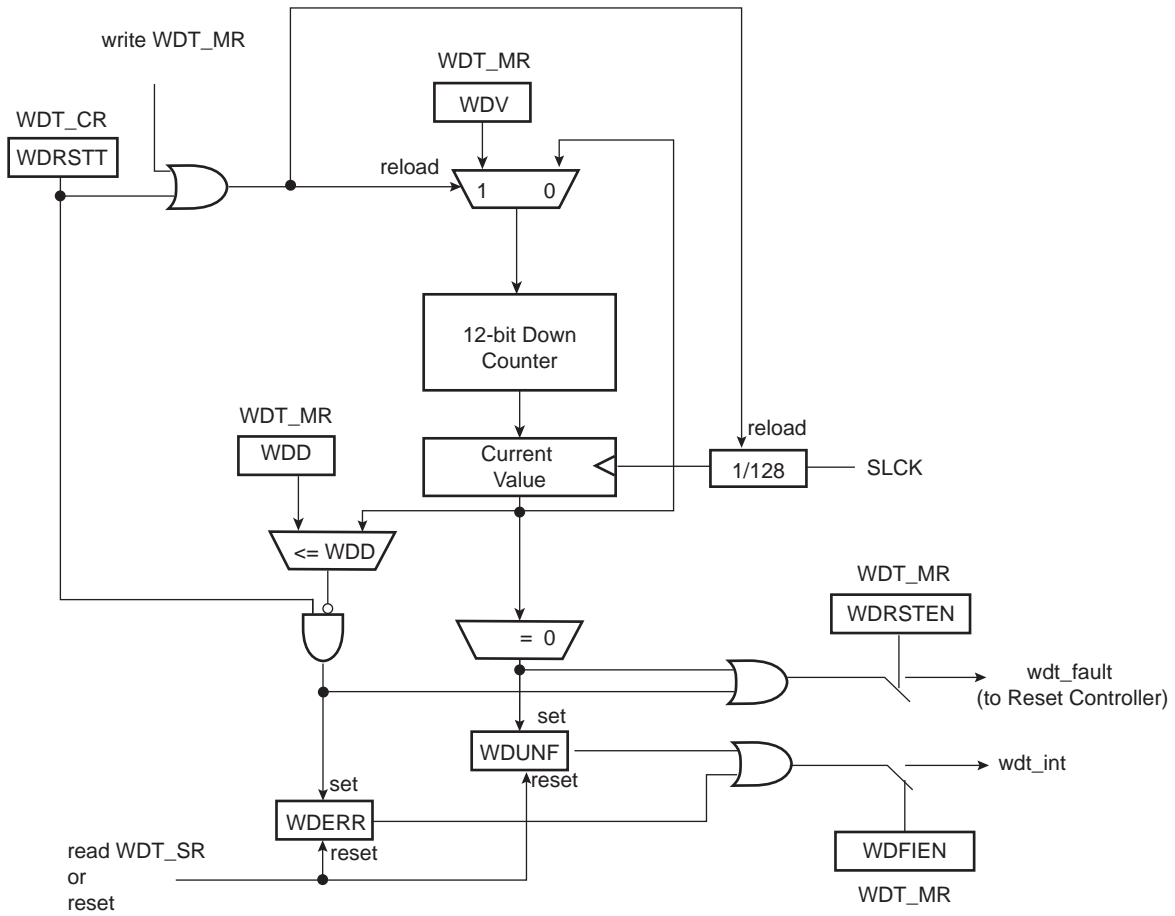 write WDT_MR
WDT_MR
WDV
WDT_CR
WDRSTT
reload
1 0
12-bit Down
Counter
WDT_MR
WDD
Current
Value
reload
1/128
SLCK
<= WDD
WDT_MR
WDRSTEN
= 0
wdt_fault
(to Reset Controller)
set
WDUNF
reset
wdt_int
set
WDERR
reset
read WDT_SR
or
reset
WDFIEN
WDT_MR